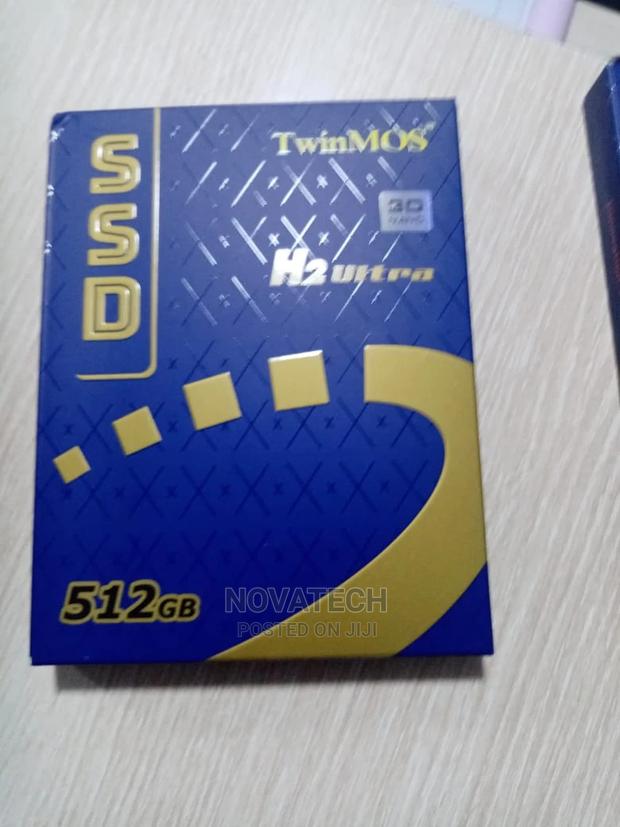 SSD
TwinMOS
3D
NAND
H2 Ultra
512GB
NOVATECH
POSTED ON JIJI